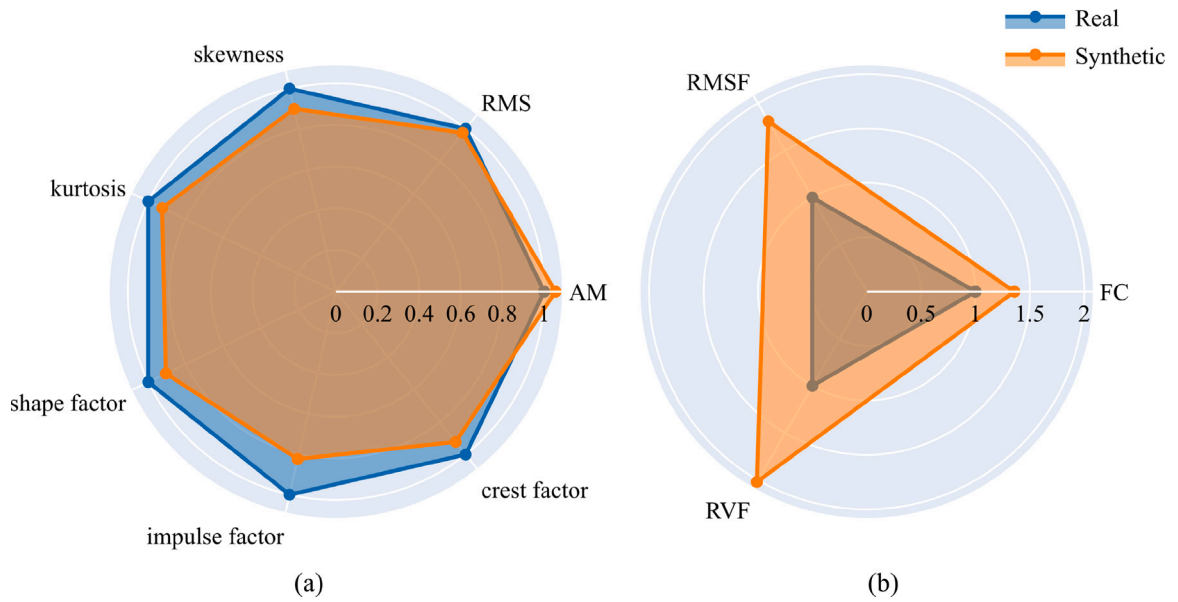 Real
Synthetic
skewness
RMS
kurtosis
AM
0 0.2 0.4 0.6 0.8 1
shape factor
crest factor
impulse factor
(a)
RMSF
FC
0 0.5 1 1.5 2
RVF
(b)